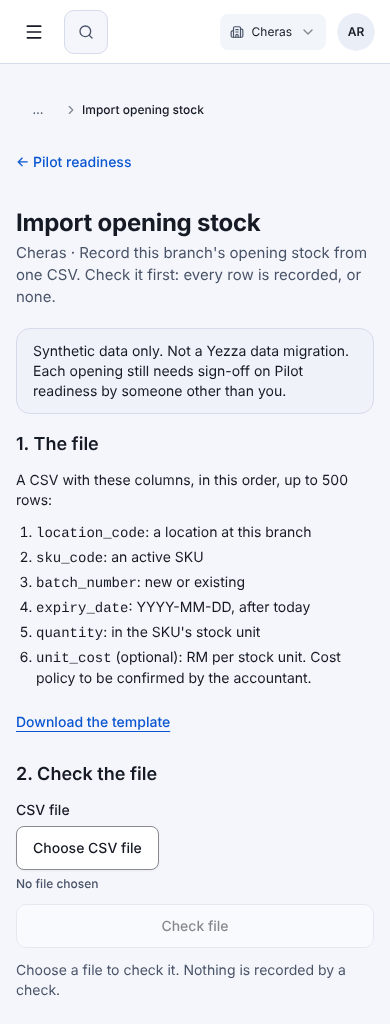 Cheras
AR
...
Import opening stock
← Pilot readiness
Import opening stock
Cheras · Record this branch's opening stock from
one CSV. Check it first: every row is recorded, or
none.
Synthetic data only. Not a Yezza data migration.
Each opening still needs sign-off on Pilot
readiness by someone other than you.
1. The file
A CSV with these columns, in this order, up to 500
rows:
1. location_code: a location at this branch
2. sku_code: an active SKU
3. batch_number: new or existing
4. expiry_date: YYYY-MM-DD, after today
5. quantity: in the SKU's stock unit
6. unit_cost (optional): RM per stock unit. Cost
policy to be confirmed by the accountant.
Download the template
2. Check the file
CSV file
Choose CSV file
No file chosen
Check file
Choose a file to check it. Nothing is recorded by a
check.